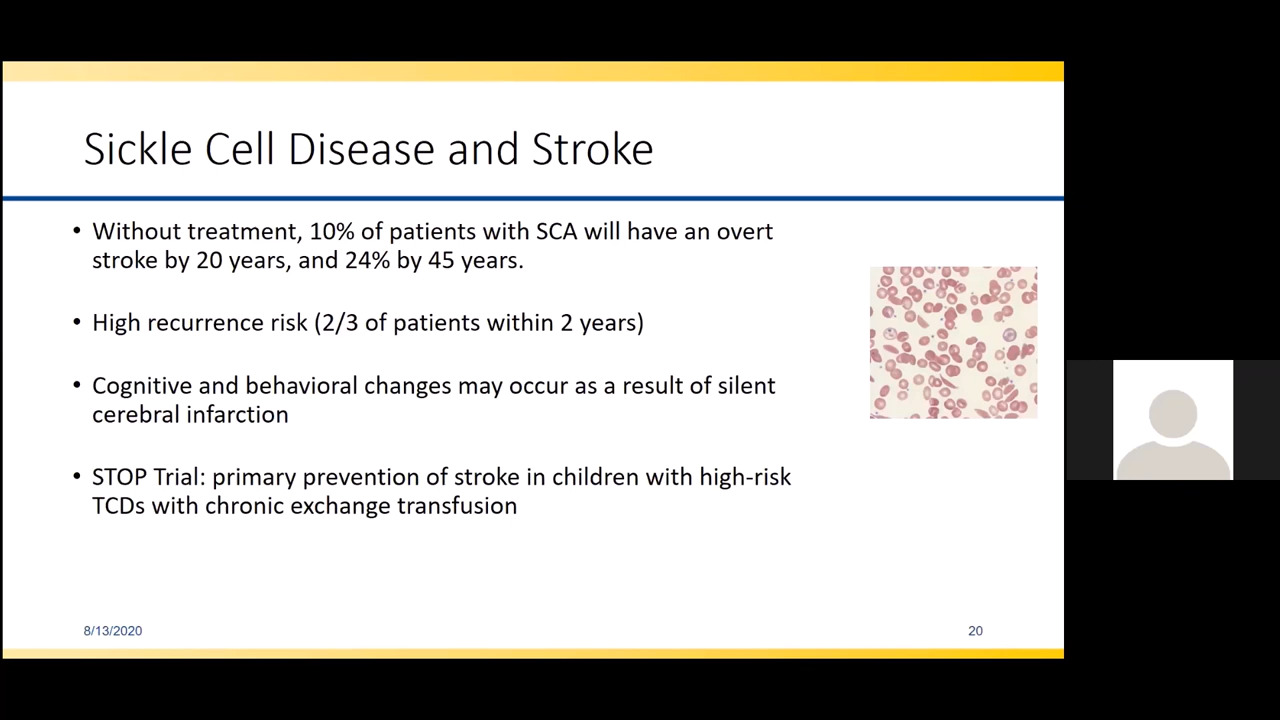 Sickle Cell Disease and Stroke
• Without treatment, 10% of patients with SCA will have an overt
stroke by 20 years, and 24% by 45 years.
• High recurrence risk (2/3 of patients within 2 years)
• Cognitive and behavioral changes may occur as a result of silent
cerebral infarction
• STOP Trial: primary prevention of stroke in children with high-risk
TCDs with chronic exchange transfusion
8/13/2020
20